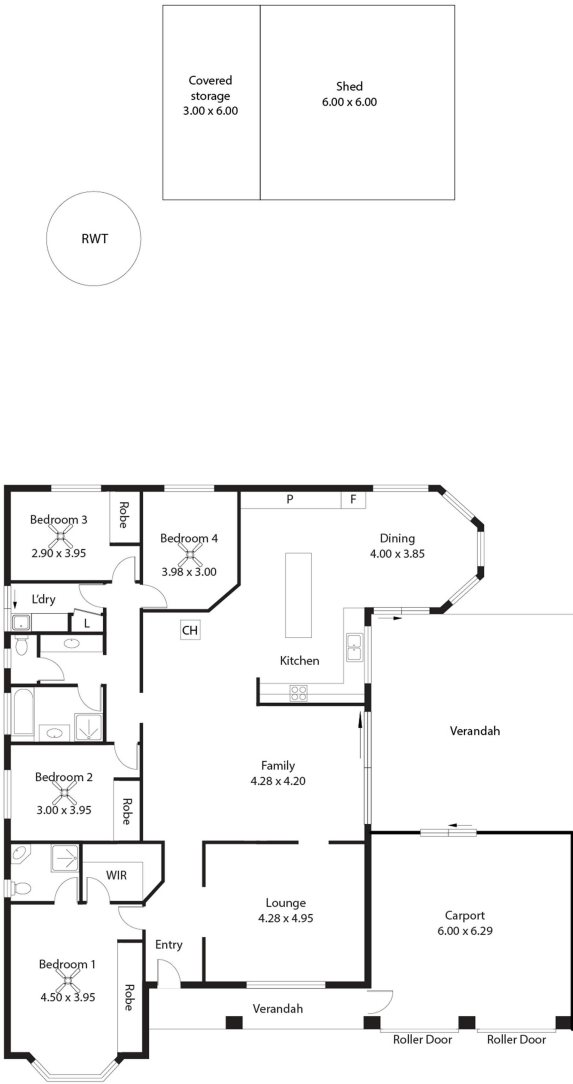 Covered
storage
3.00 x 6.00
Shed
6.00 x 6.00
RWT
P
F
Bedroom 3
2.90 x 3.95
Robe
Bedroom 4
3.98 x 3.00
Dining
4.00 x 3.85
L'dry
L
CH
Kitchen
Verandah
Family
4.28 x 4.20
Bedroom 2
3.00 x 3.95
Robe
WIR
Lounge
4.28 x 4.95
Carport
6.00 x 6.29
Entry
Bedroom 1
4.50 x 3.95
Robe
Verandah
Roller Door
Roller Door